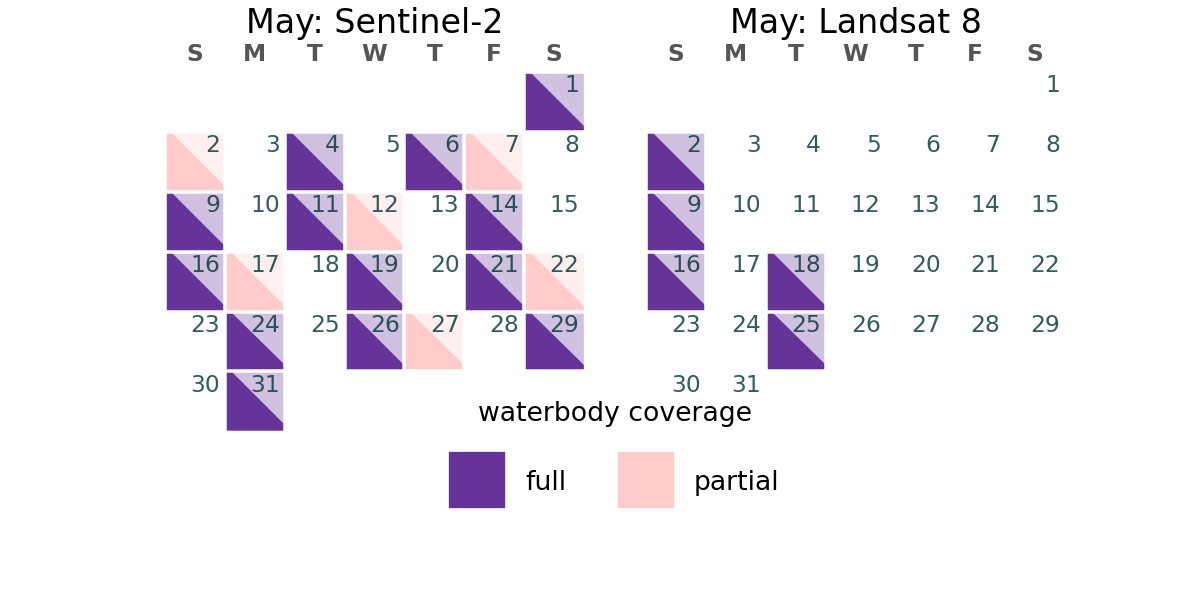 May: Sentinel-2
S M T W T F S
1
2 3 4 5 6 7 8
9 10 11 12 13 14 15
16 17 18 19 20 21 22
23 24 25 26 27 28 29
30 31
May: Landsat 8
S M T W T F S
1
2 3 4 5 6 7 8
9 10 11 12 13 14 15
16 17 18 19 20 21 22
23 24 25 26 27 28 29
30 31
waterbody coverage
full partial